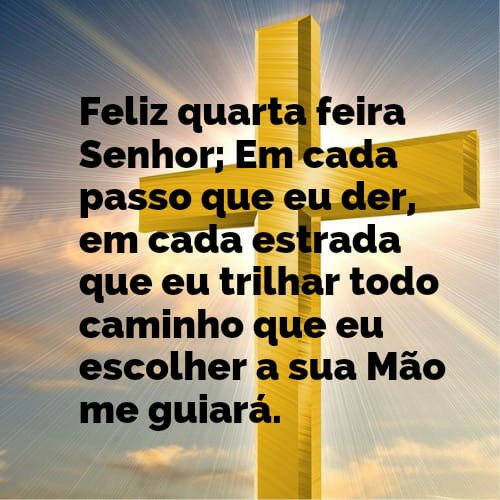 Feliz quarta feira
Senhor; Em cada
passo que eu der,
em cada estrada
que eu trilhar todo
caminho que eu
escolher a sua Mão
me guiará.